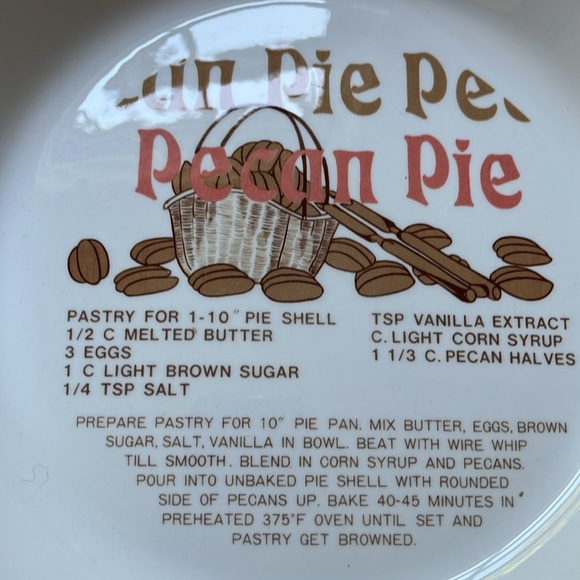 Pie
Pecan Pie
PASTRY FOR 1-10" PIE SHELL
1/2 C MELTED BUTTER
3 EGGS
1 C LIGHT BROWN SUGAR
1/4 TSP SALT
TSP VANILLA EXTRACT
C. LIGHT CORN SYRUP
1 1/3 C. PECAN HALVES
PREPARE PASTRY FOR 10" PIE PAN. MIX BUTTER, EGGS, BROWN
SUGAR, SALT, VANILLA IN BOWL. BEAT WITH WIRE WHIP
TILL SMOOTH. BLEND IN CORN SYRUP AND PECANS.
POUR INTO UNBAKED PIE SHELL WITH ROUNDED
SIDE OF PECANS UP. BAKE 40-45 MINUTES IN
PREHEATED 375°F OVEN UNTIL SET AND
PASTRY GET BROWNED.